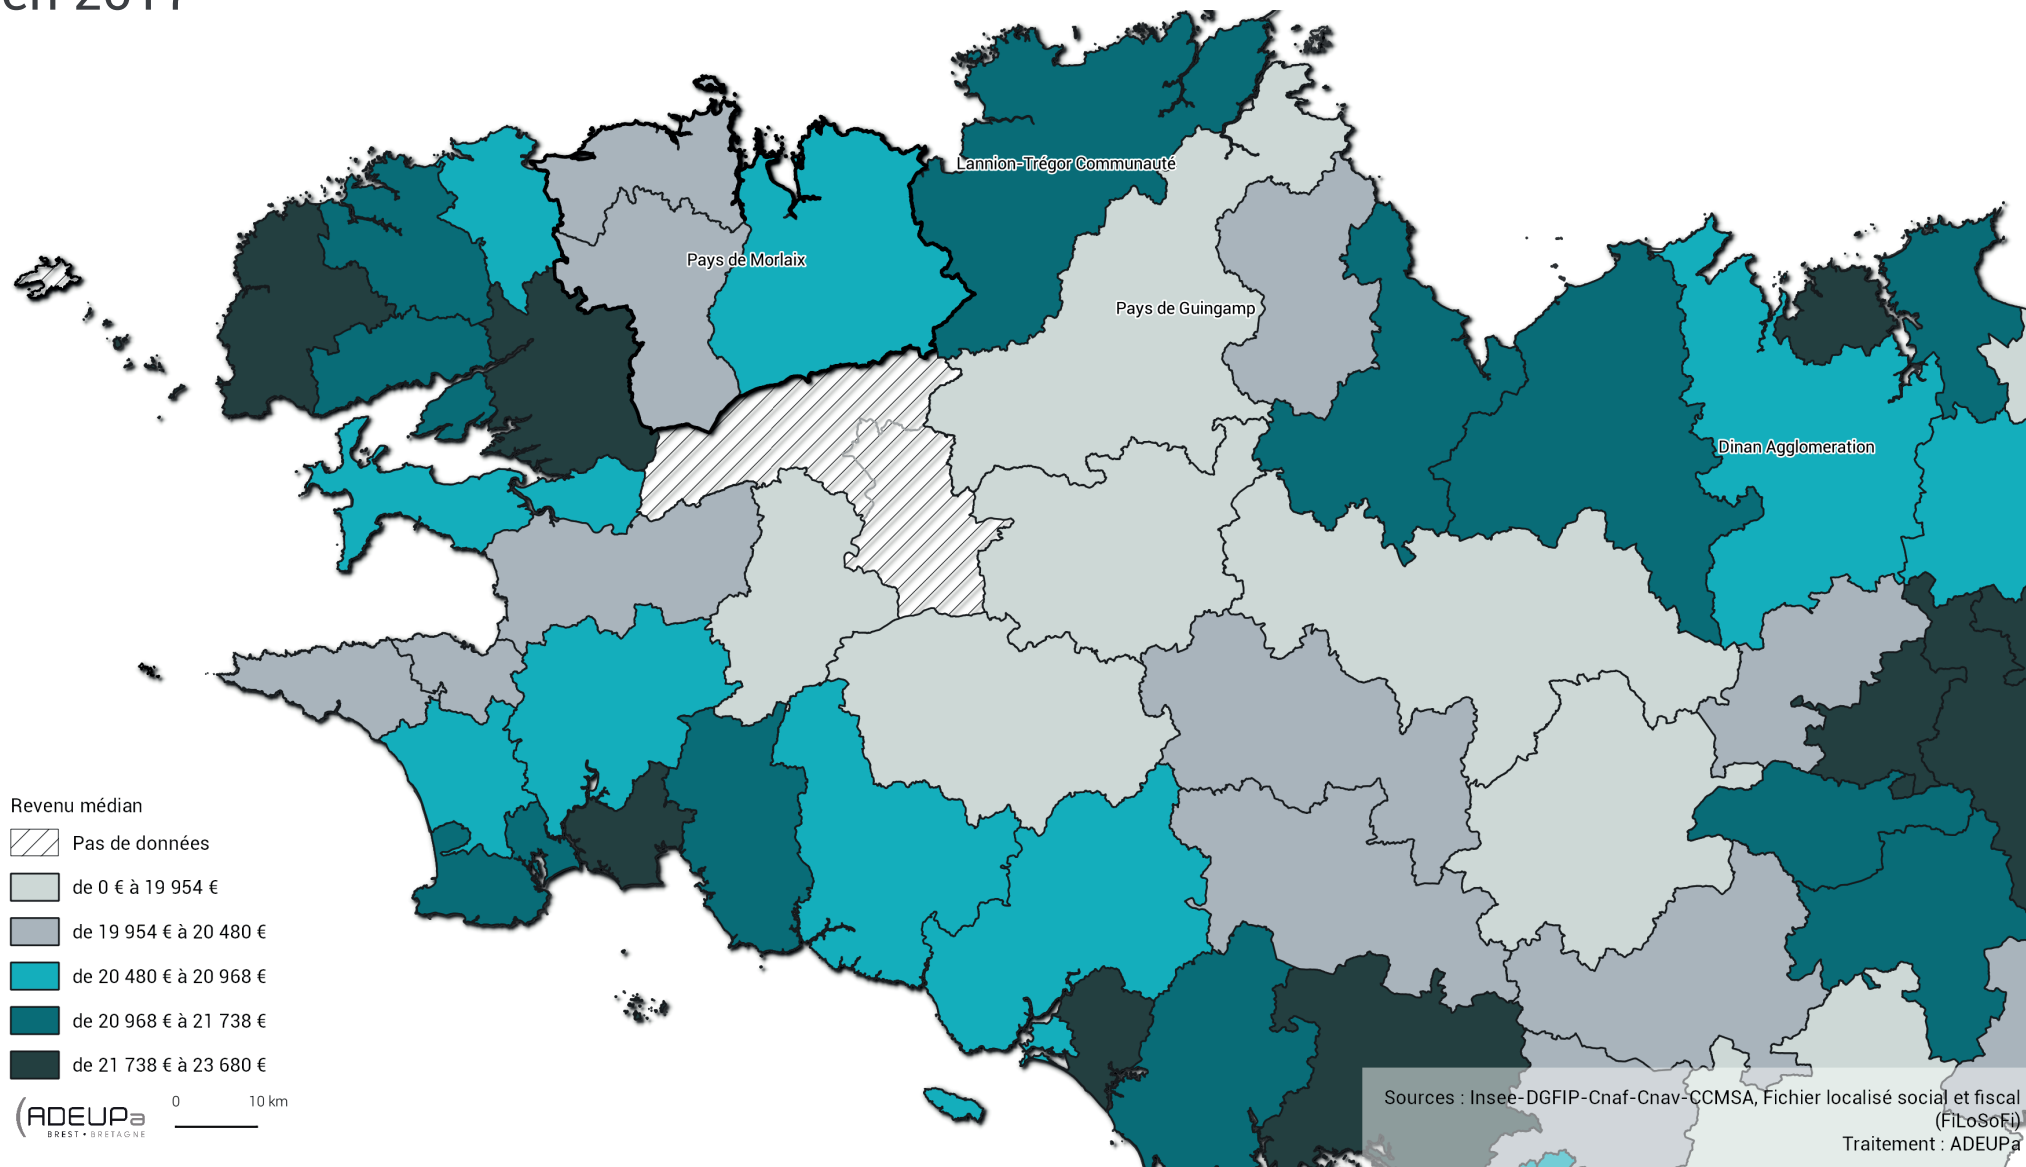 en 2017
Lannion-Trégor Communauté
Pays de Morlaix
Pays de Guingamp
Dinan Agglomeration
Revenu médian
Pas de données
de 0 € à 19 954 €
de 19 954 € à 20 480 €
de 20 480 € à 20 968 €
de 20 968 € à 21 738 €
de 21 738 € à 23 680 €
ADEUPa
BREST • BRETAGNE
0 10 km
Sources : Insee-DGFIP-Cnaf-Cnav-CCMSA, Fichier localisé social et fiscal
(FiLoSoFi)
Traitement : ADEUPa